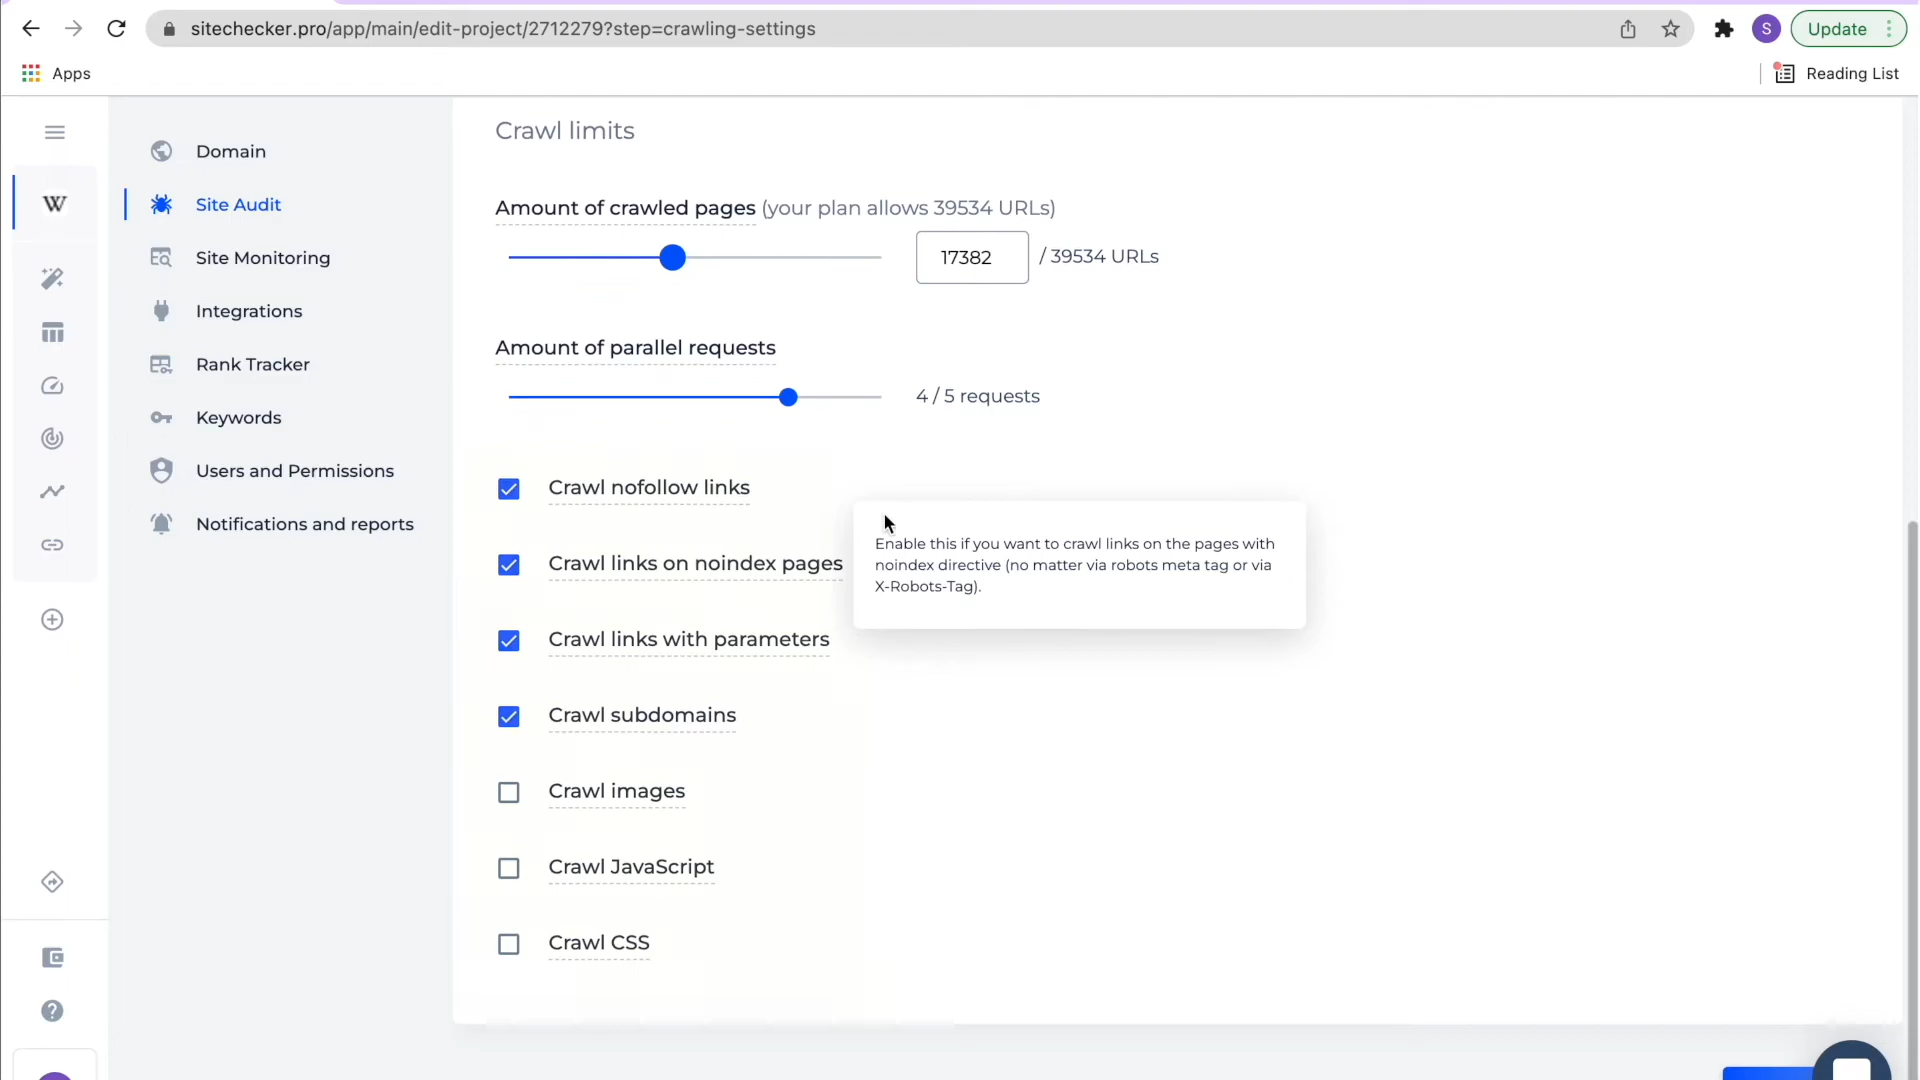 sitechecker.pro/app/main/edit-project/2712279?step=crawling-settings
S
Update
Apps
Reading List
W
Domain
Site Audit
Site Monitoring
Integrations
Rank Tracker
Keywords
Users and Permissions
Notifications and reports
Crawl limits
Amount of crawled pages (your plan allows 39534 URLs)
17382
/ 39534 URLs
Amount of parallel requests
4 / 5 requests
Crawl nofollow links
Crawl links on noindex pages
Enable this if you want to crawl links on the pages with
noindex directive (no matter via robots meta tag or via
X-Robots-Tag).
Crawl links with parameters
Crawl subdomains
Crawl images
Crawl JavaScript
Crawl CSS